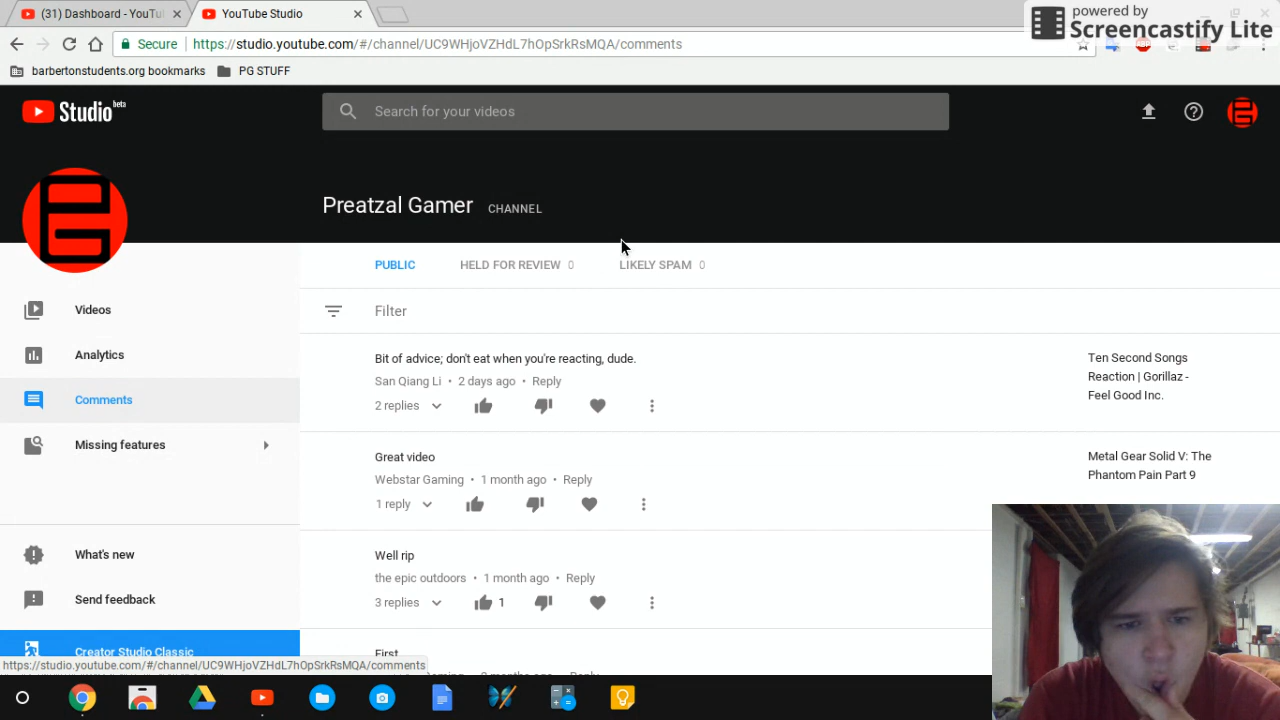 powered by
Screencastify Lite
(31) Dashboard - YouTu
YouTube Studio
Secure
https://studio.youtube.com/#/channel/UC9WHjoVZHdL7hOpSrkRsMQA/comments
barbertonstudents.org bookmarks
PG STUFF
Studio beta
Search for your videos
Preatzal Gamer CHANNEL
PUBLIC
HELD FOR REVIEW 0
LIKELY SPAM 0
Videos
Analytics
Comments
Missing features
What's new
Send feedback
Creator Studio Classic
Filter
Bit of advice; don't eat when you're reacting, dude.
San Qiang Li • 2 days ago • Reply
2 replies
Ten Second Songs
Reaction | Gorillaz -
Feel Good Inc.
Great video
Webstar Gaming • 1 month ago • Reply
1 reply
Metal Gear Solid V: The
Phantom Pain Part 9
Well rip
the epic outdoors • 1 month ago • Reply
3 replies
1
First
https://studio.youtube.com/#/channel/UC9WHjoVZHdL7hOpSrkRsMQA/comments